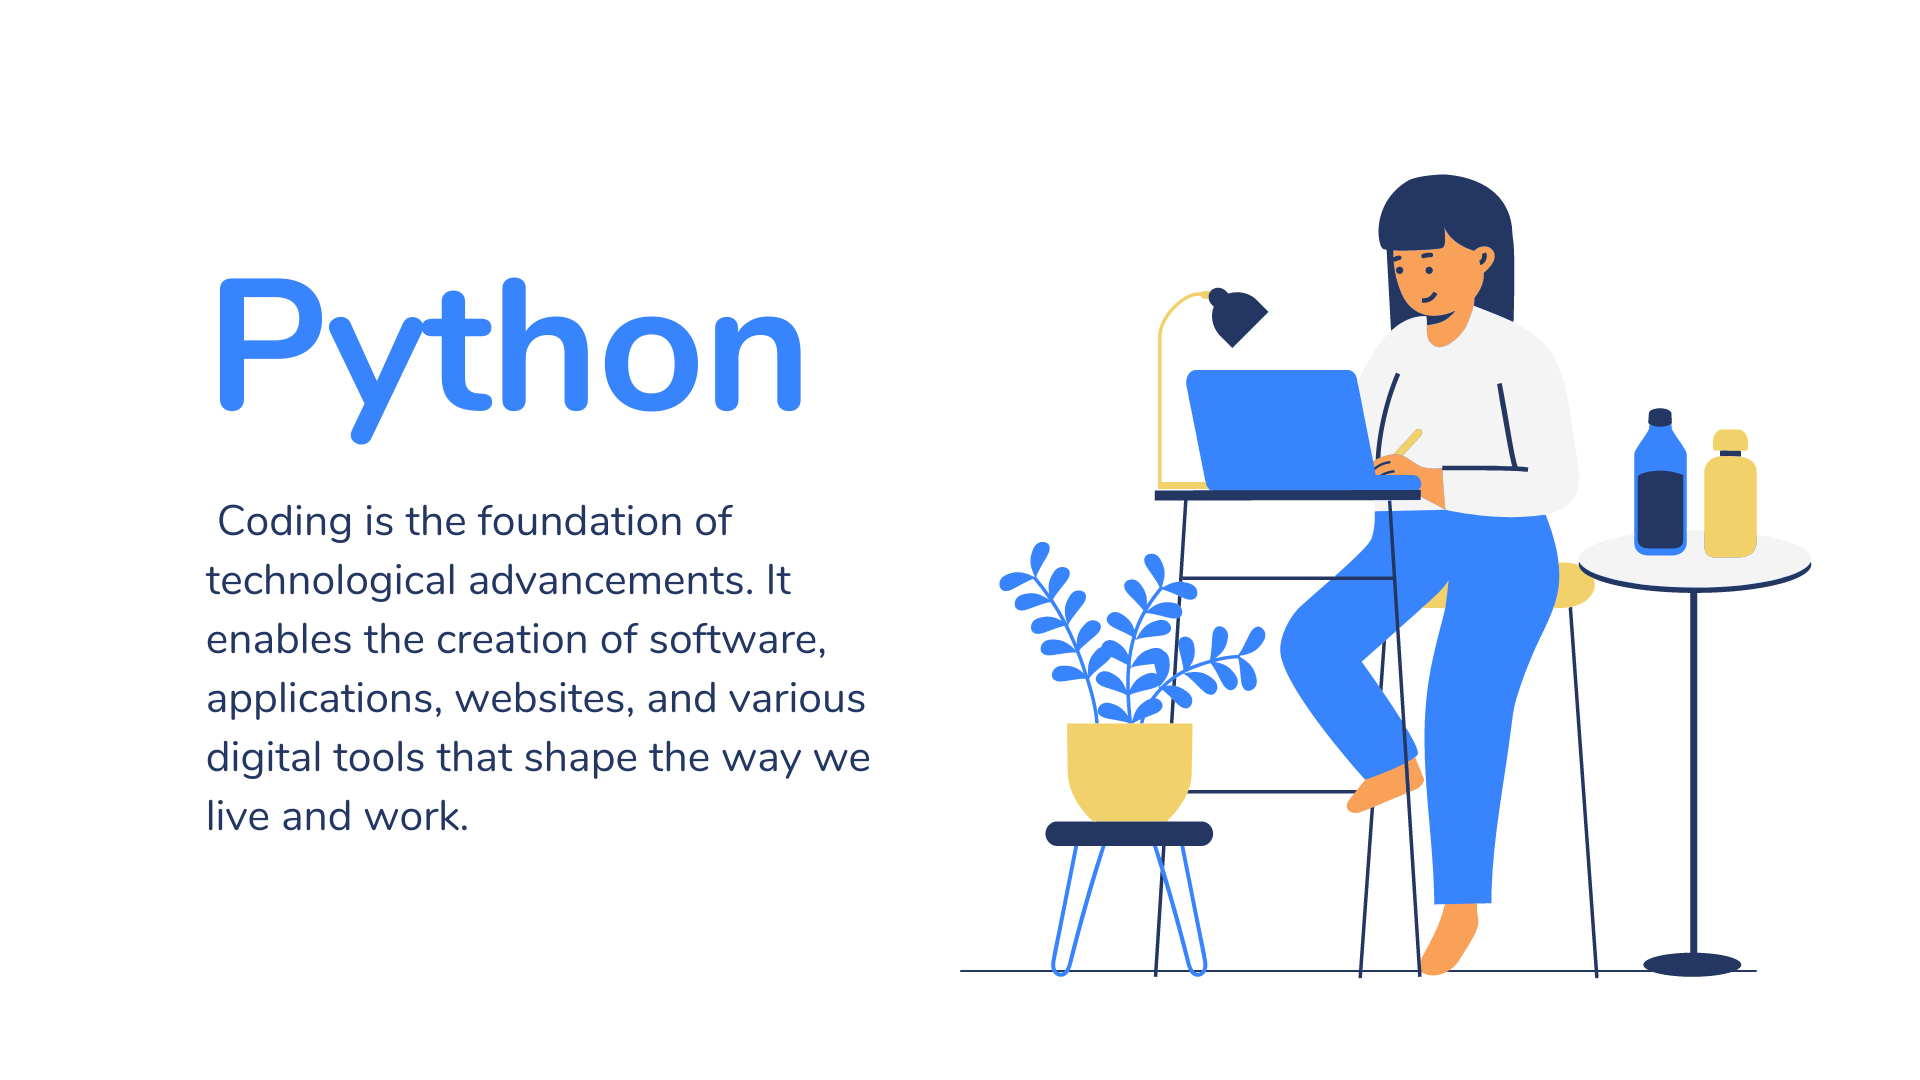 Python
Coding is the foundation of
technological advancements. It
enables the creation of software,
applications, websites, and various
digital tools that shape the way we
live and work.